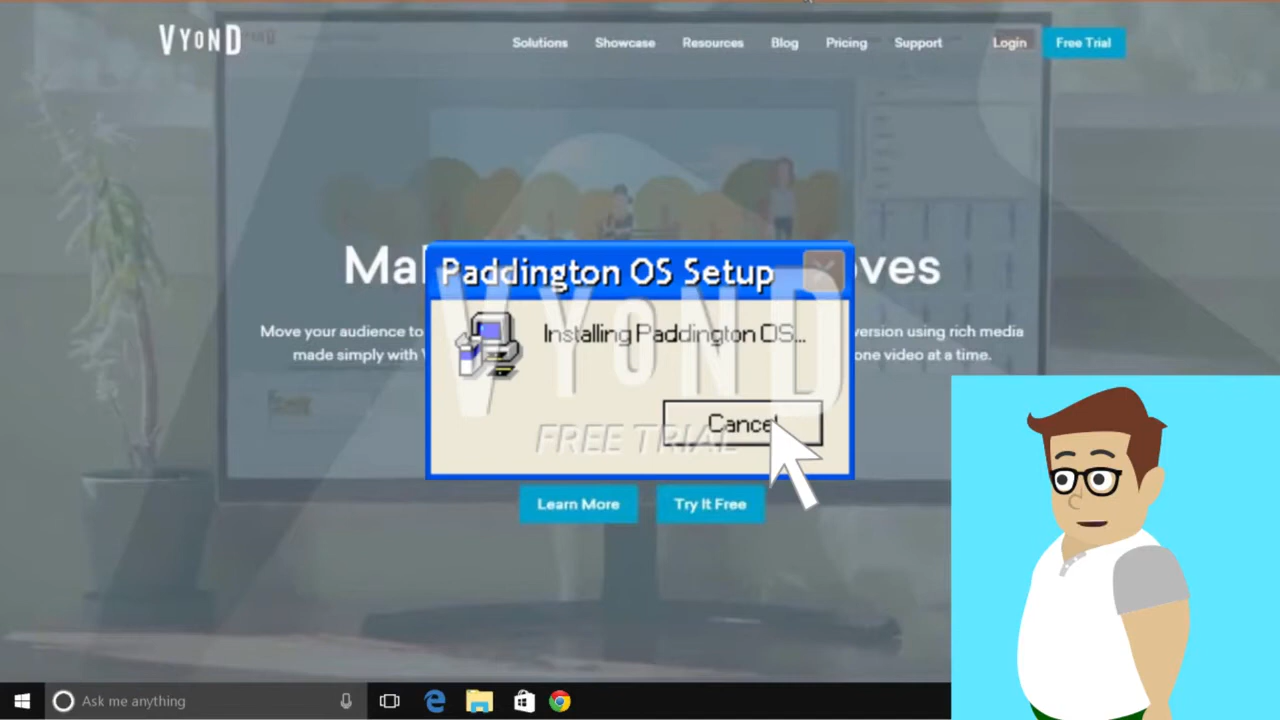 VYOND
Solutions Showcase Resources Blog Pricing Support Login Free Trial
Paddington OS Setup
Installing Paddington OS...
VYOND
Cancel
FREE TRIAL
Move your audience to
version using rich media
made simply with
one video at a time.
Learn More Try It Free
Ask me anything